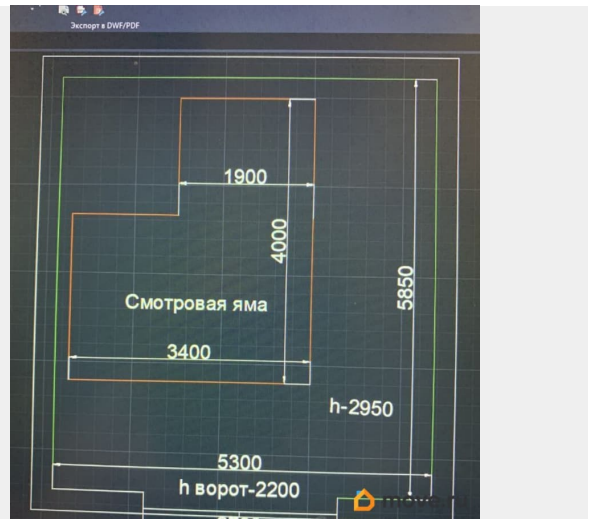 Экспорт в DWF/PDF
1900
4000
5850
Смотровая яма
3400
h-2950
5300
h ворот-2200